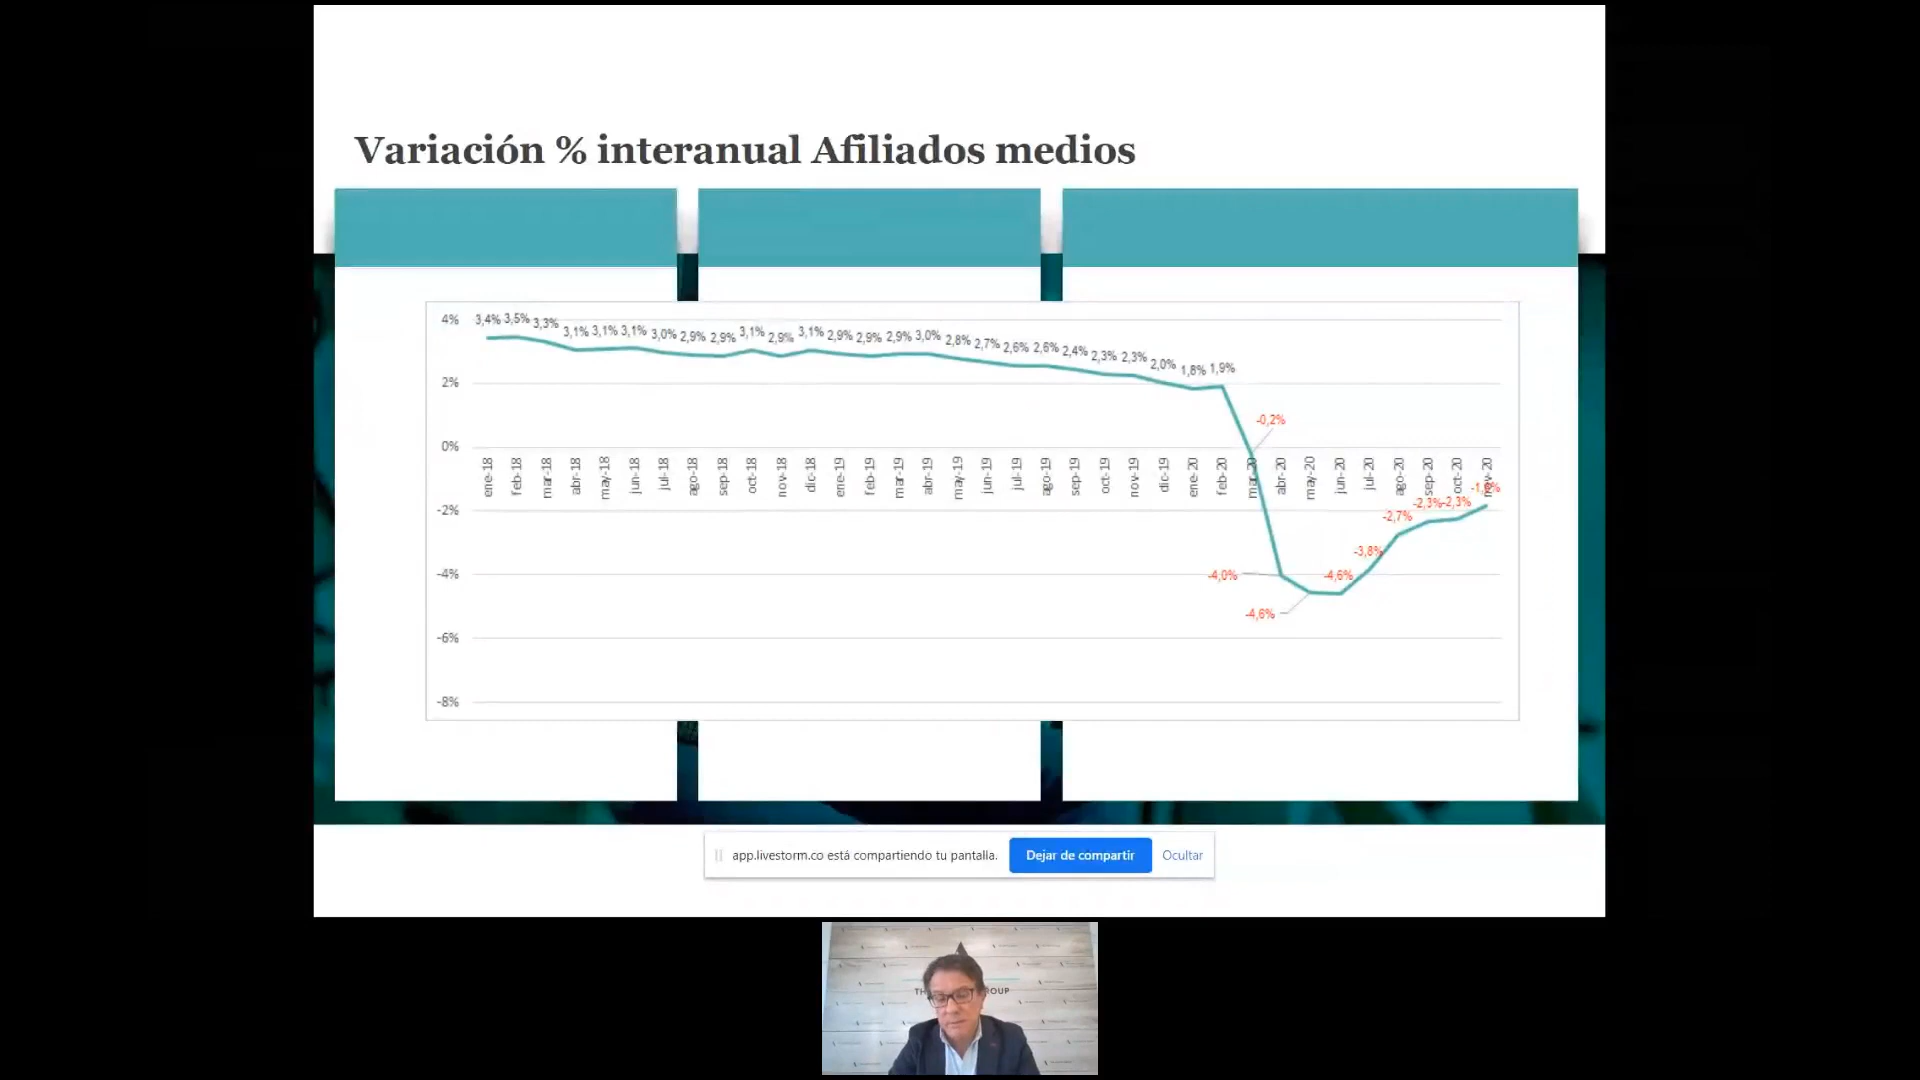 Variación % interanual Afiliados medios
4%
2%
0%
-2%
-4%
-6%
-8%
3,4% 3,5% 3,3% 3,1% 3,1% 3,1% 3,0% 2,9% 2,9% 3,1% 2,9% 3,1% 2,9% 2,9% 2,9% 3,0% 2,8% 2,7% 2,6% 2,6% 2,4% 2,3% 2,3% 2,0% 1,8% 1,9%
-0,2%
-4,0%
-4,6%
-4,6%
-3,8%
-2,7%
-2,3%
-2,3%
ene-18 feb-18 mar-18 abr-18 may-18 jun-18 jul-18 ago-18 sep-18 oct-18 nov-18 dic-18 ene-19 feb-19 mar-19 abr-19 may-19 jun-19 jul-19 ago-19 sep-19 oct-19 nov-19 dic-19 ene-20 feb-20 mar-20 abr-20 may-20 jun-20 jul-20 ago-20 sep-20 oct-20 nov-20
app.livestorm.co está compartiendo tu pantalla.
Dejar de compartir
Ocultar